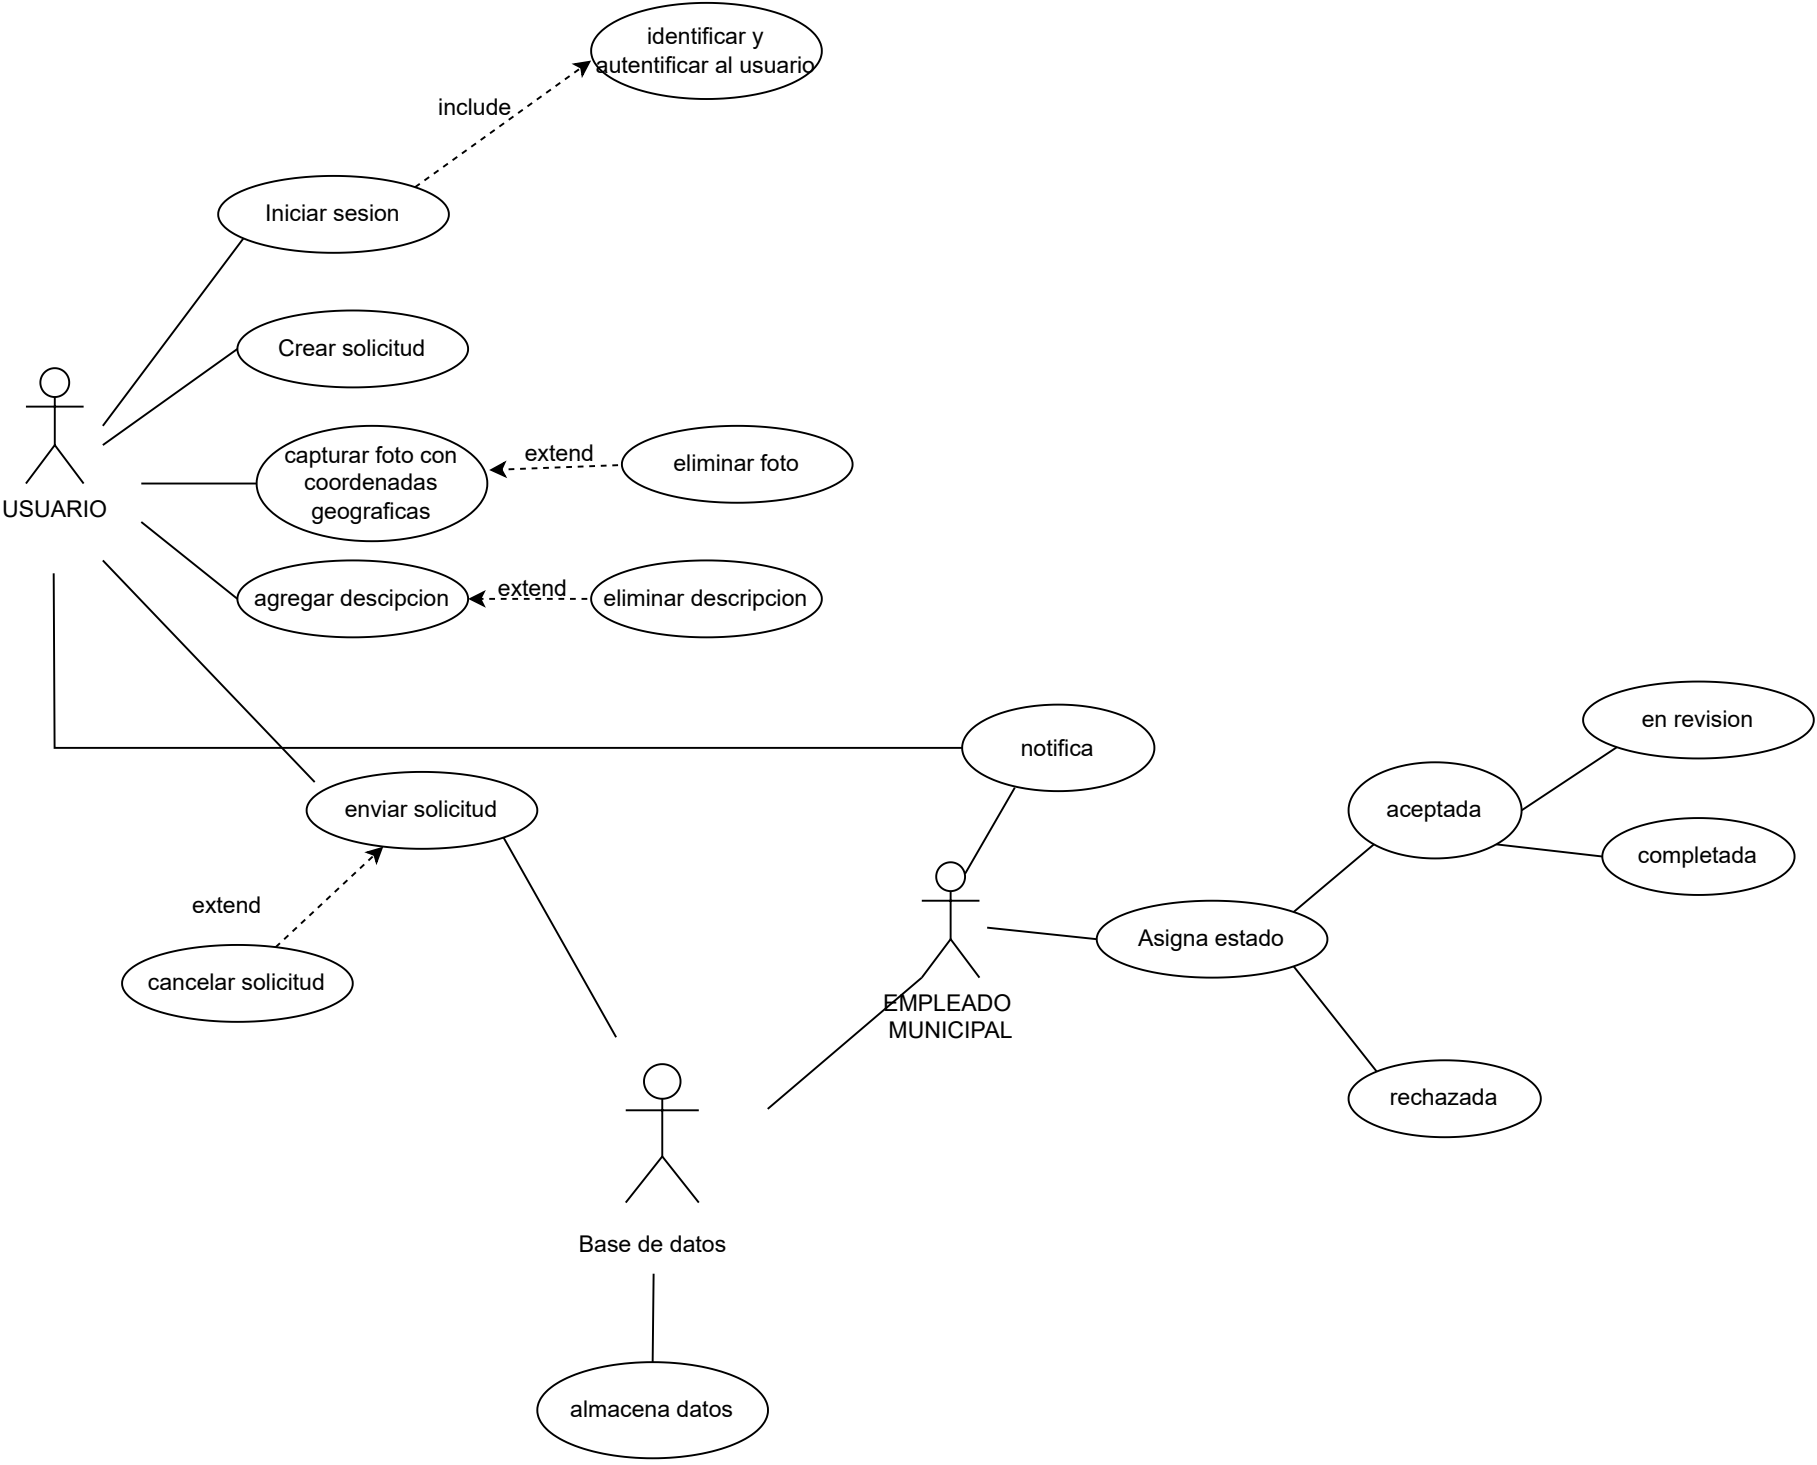 identificar y
autentificar al usuario
include
Iniciar sesion
Crear solicitud
capturar foto con
coordenadas
geograficas
extend
eliminar foto
USUARIO
agregar descipcion
extend
eliminar descripcion
notifica
en revision
enviar solicitud
aceptada
completada
extend
cancelar solicitud
Asigna estado
EMPLEADO
MUNICIPAL
rechazada
Base de datos
almacena datos